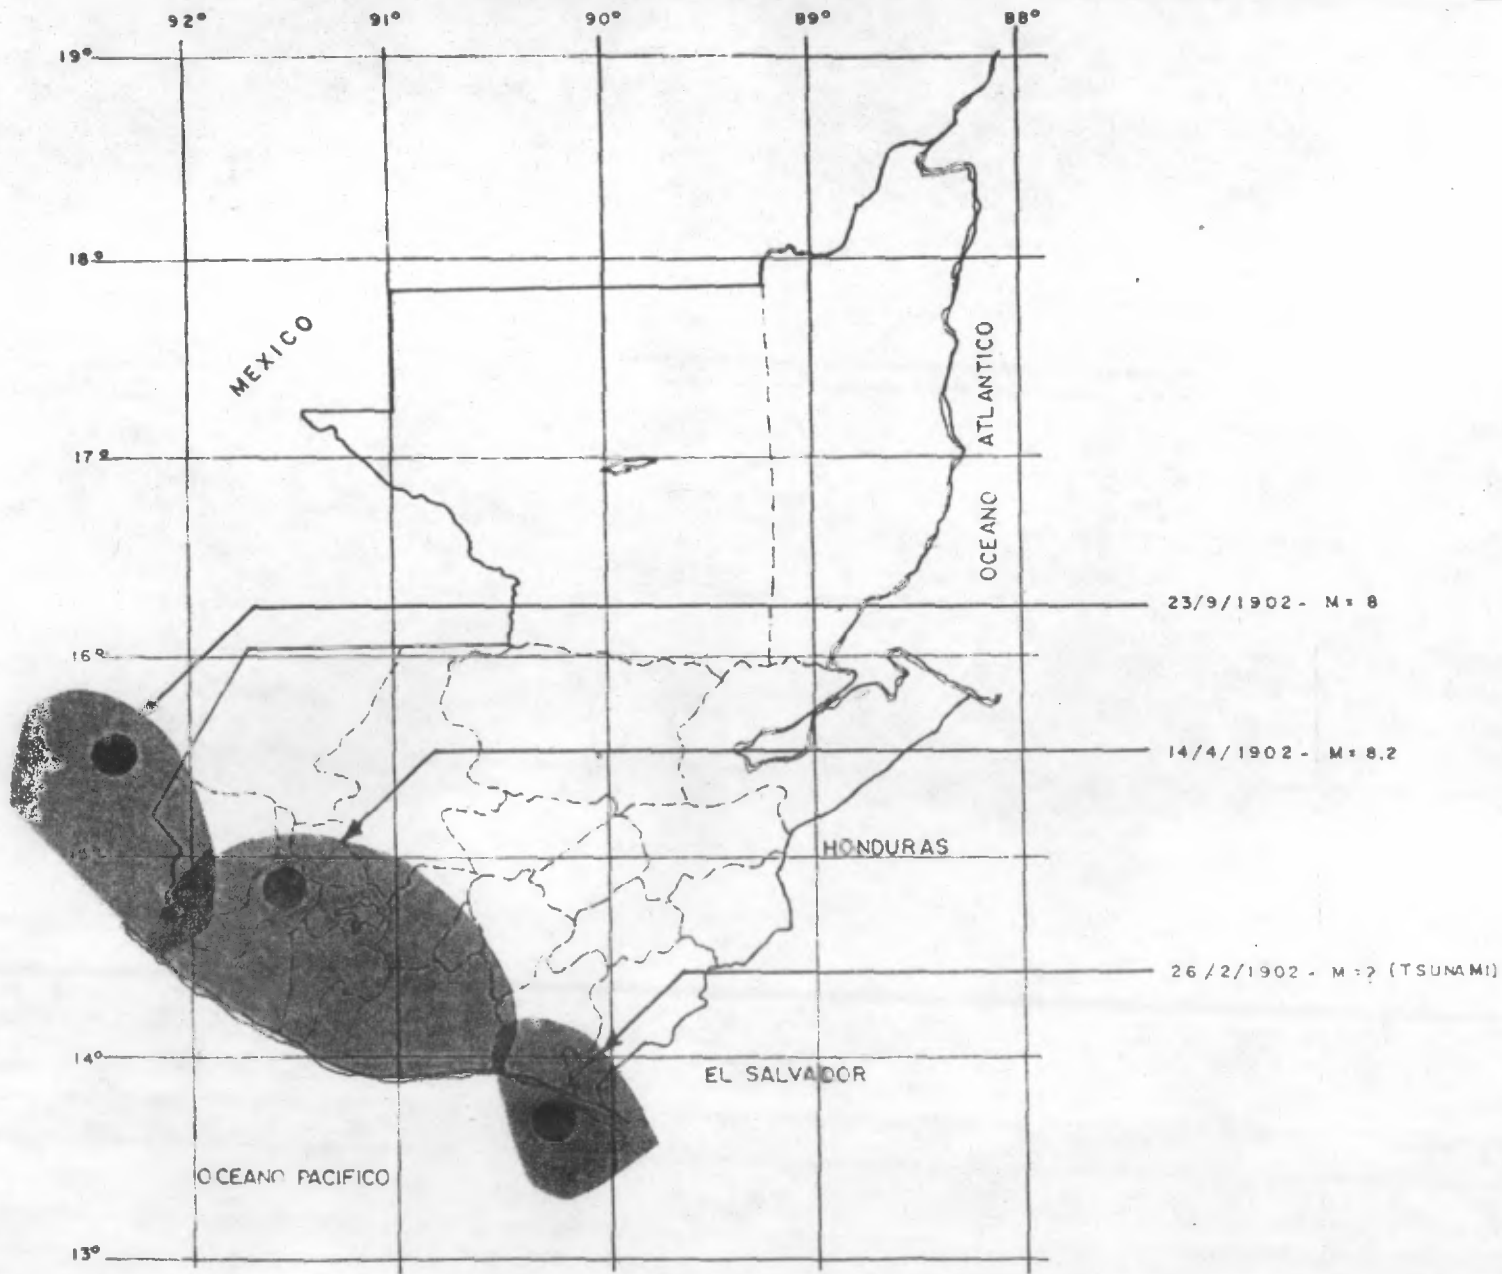 92° 91° 90° 89° 88°
19°
18°
MEXICO
OCEANO ATLANTICO
17°
23/9/1902 - M = 8
16°
14/4/1902 - M = 8.2
HONDURAS
26/2/1902 - M = ? (TSUNAMI)
14°
EL SALVADOR
OCEANO PACIFICO
13°